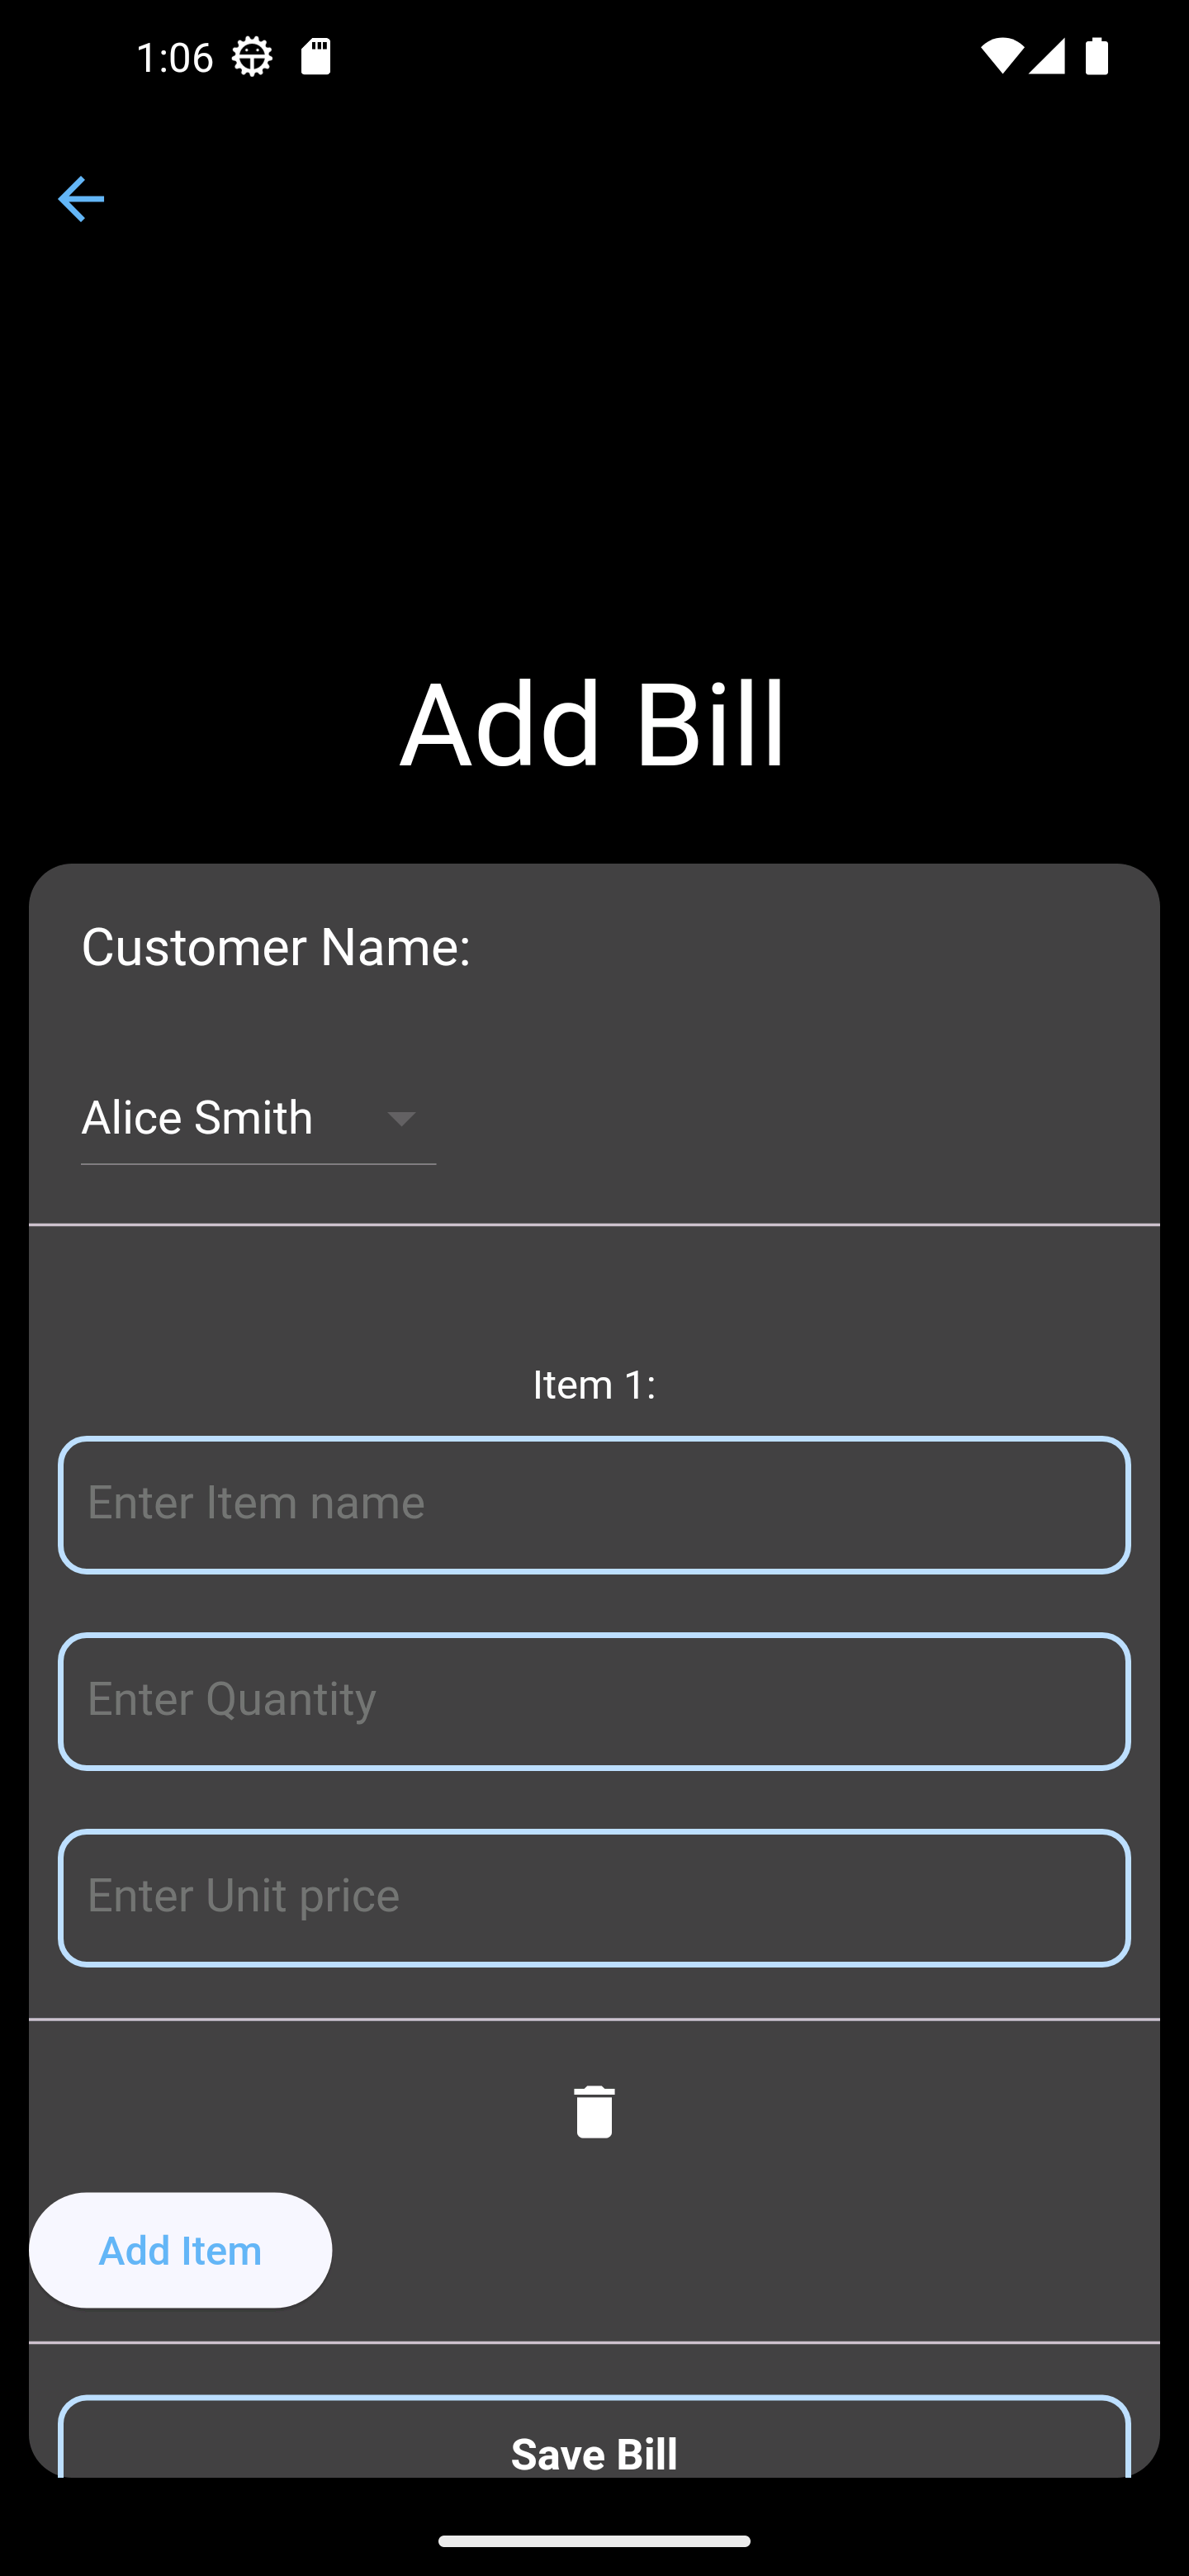 1:06
Add Bill
Customer Name:
Alice Smith
Item 1:
Enter Item name
Enter Quantity
Enter Unit price
Add Item
Save Bill